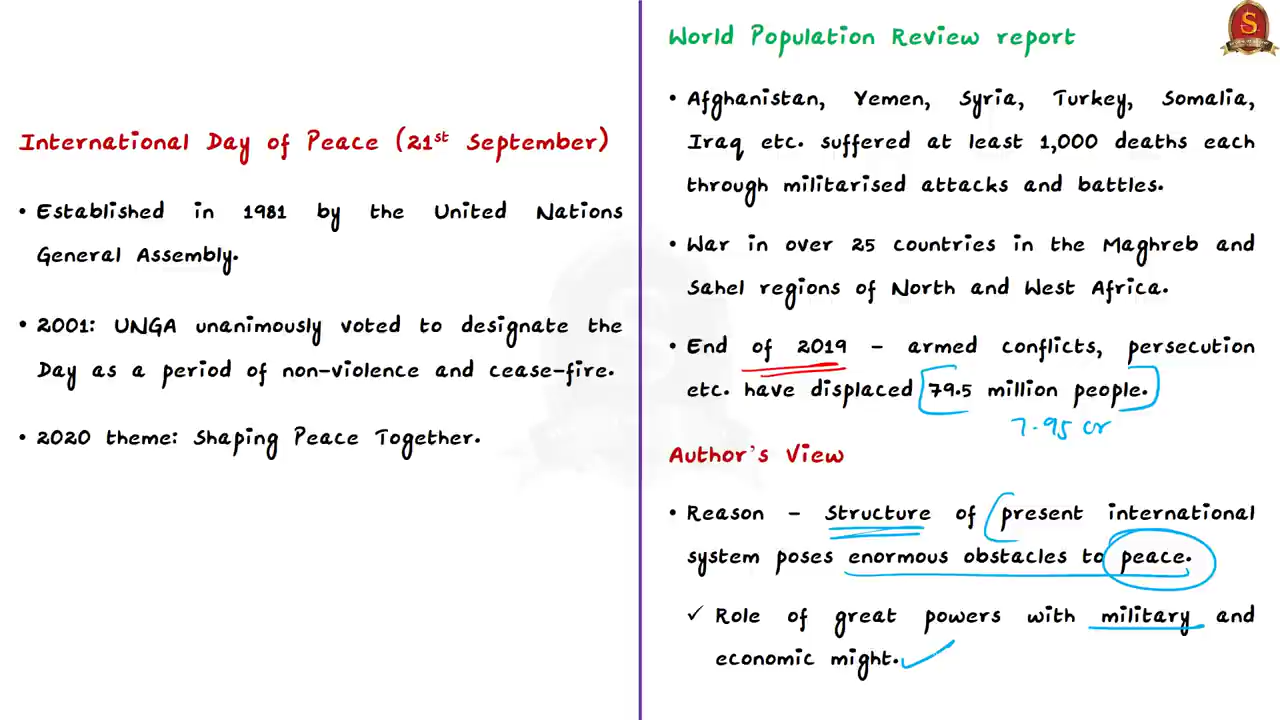 International Day of Peace (21st September)
• Established in 1981 by the United Nations
General Assembly.
• 2001: UNGA unanimously voted to designate the
Day as a period of non-violence and cease-fire.
• 2020 theme: Shaping Peace Together.
World Population Review report
• Afghanistan, Yemen, Syria, Turkey, Somalia,
Iraq etc. suffered at least 1,000 deaths each
through militarised attacks and battles.
• War in over 25 countries in the Maghreb and
Sahel regions of North and West Africa.
• End of 2019 – armed conflicts, persecution
etc. have displaced 79.5 million people.
7.95 cr
Author's View
• Reason – Structure of present international
system poses enormous obstacles to peace.
✓ Role of great powers with military and
economic might.
S